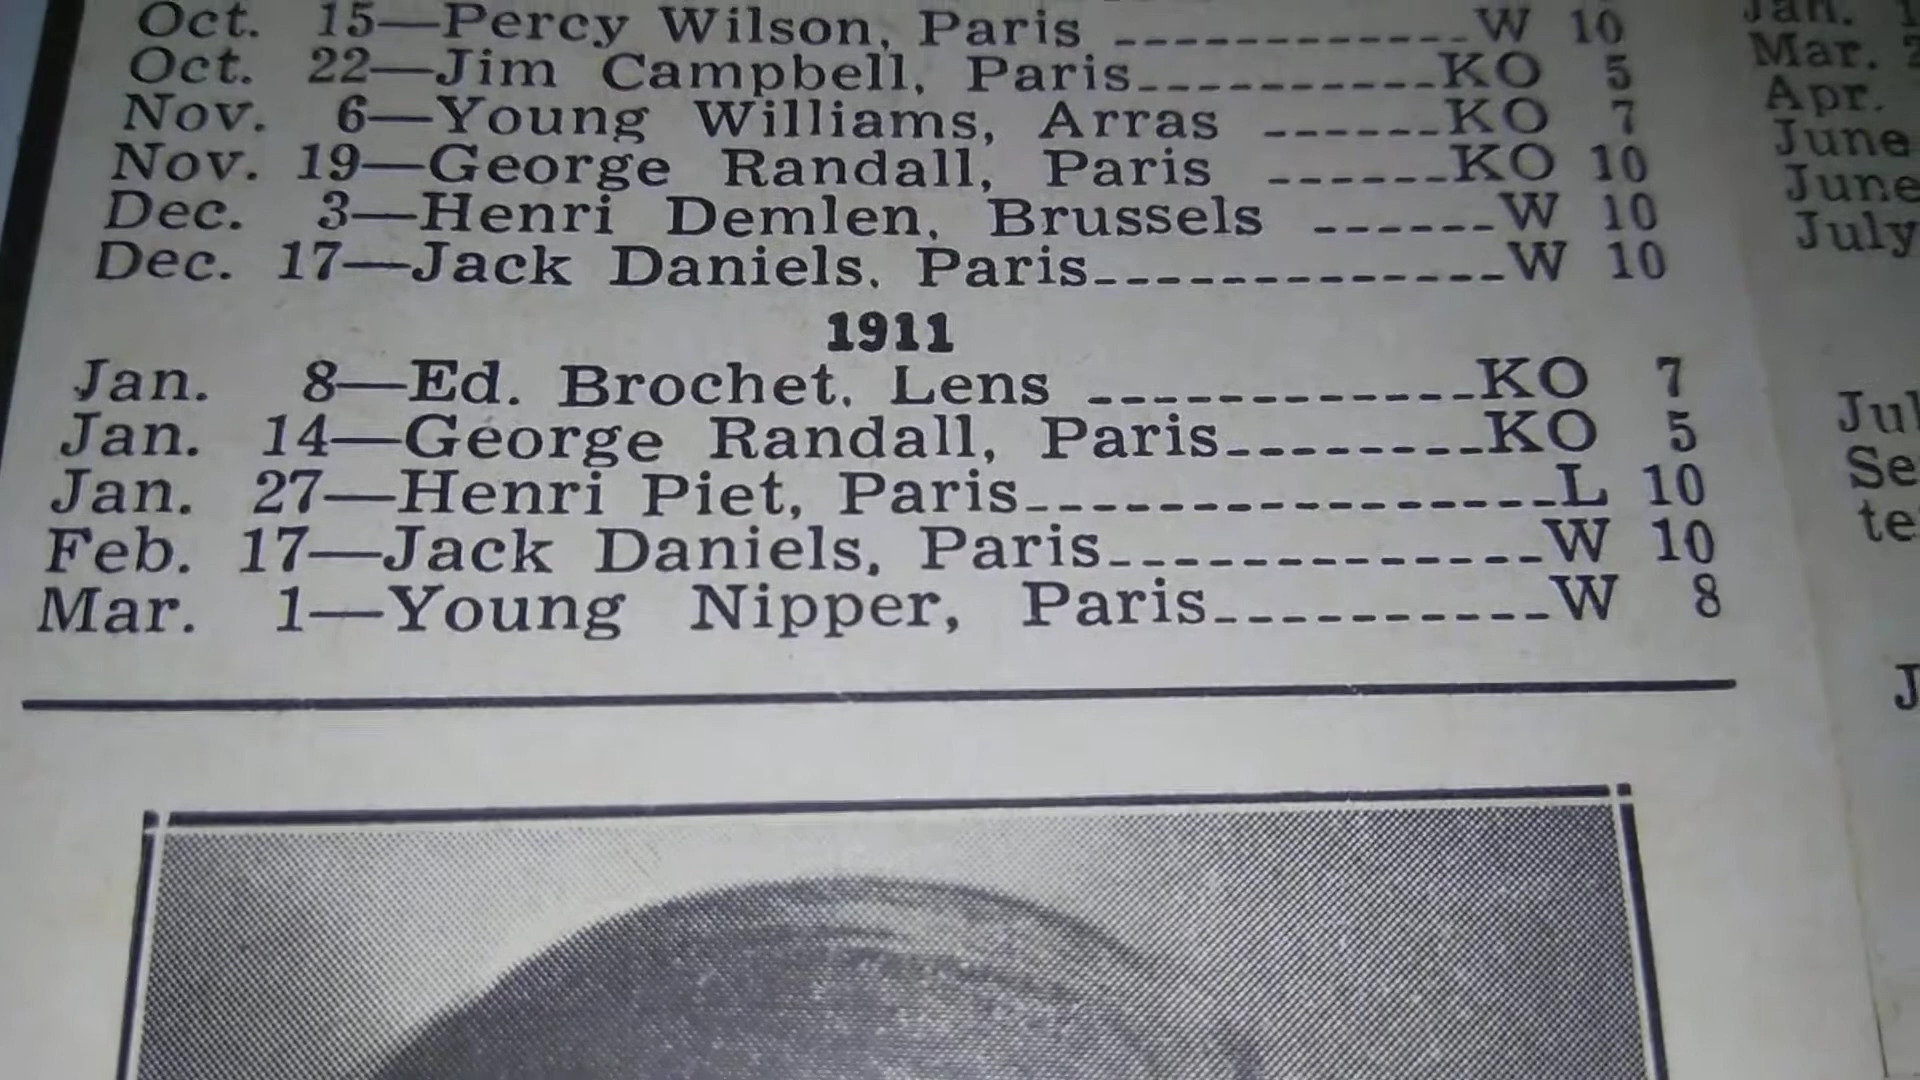 Oct. 15—Percy Wilson, Paris ------------W 10
Oct. 22—Jim Campbell, Paris----------KO 5
Nov. 6—Young Williams, Arras ------KO 7
Nov. 19—George Randall, Paris ------KO 10
Dec. 3—Henri Demlen, Brussels ------W 10
Dec. 17—Jack Daniels, Paris-------------W 10
1911
Jan. 8—Ed. Brochet, Lens ------------KO 7
Jan. 14—George Randall, Paris--------KO 5
Jan. 27—Henri Piet, Paris----------------L 10
Feb. 17—Jack Daniels, Paris-------------W 10
Mar. 1—Young Nipper, Paris----------W 8
Jan.
Mar.
Apr.
June
June
July